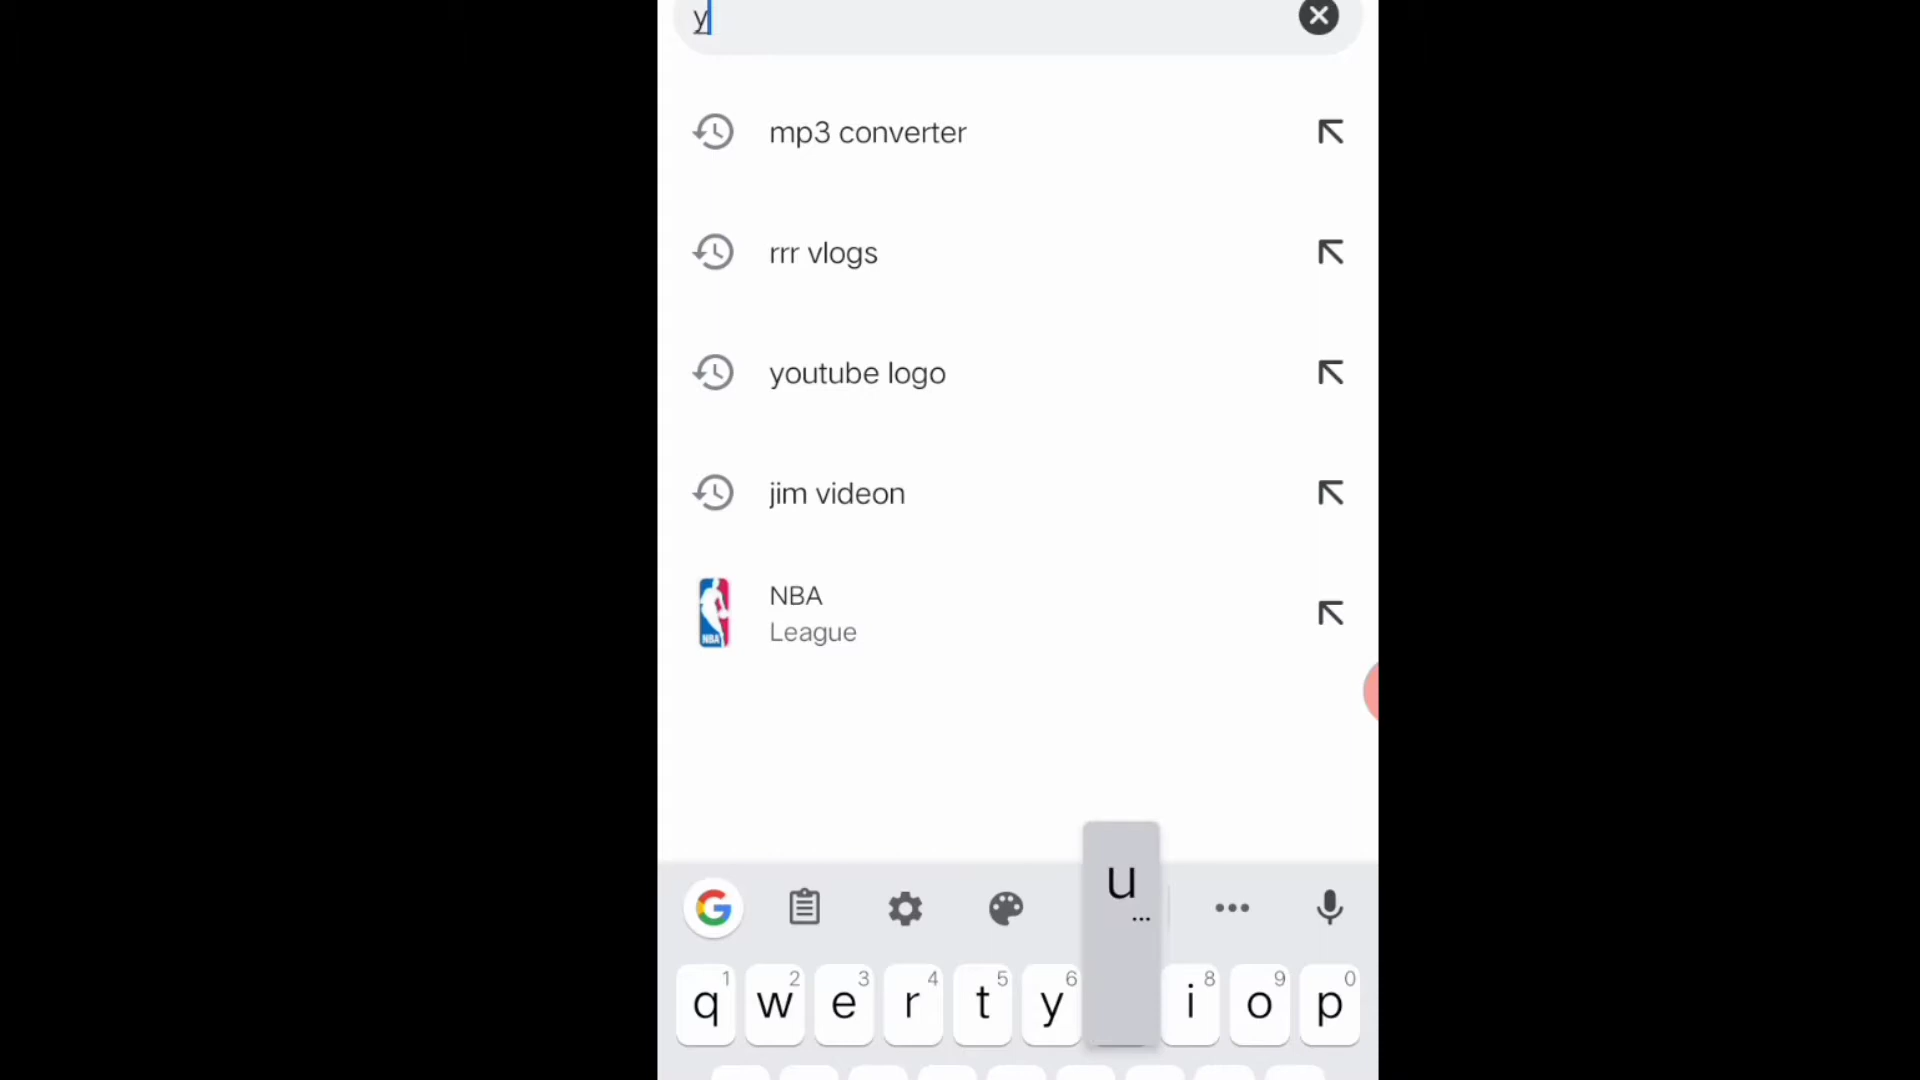 y
mp3 converter
rrr vlogs
youtube logo
jim videon
NBA
NBA
League
u
...
G
q 1 w 2 e 3 r 4 t 5 y 6 i 8 o 9 p 0